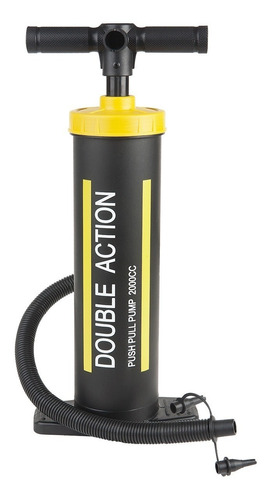 DOUBLE ACTION
PUSH PULL PUMP 2000CC